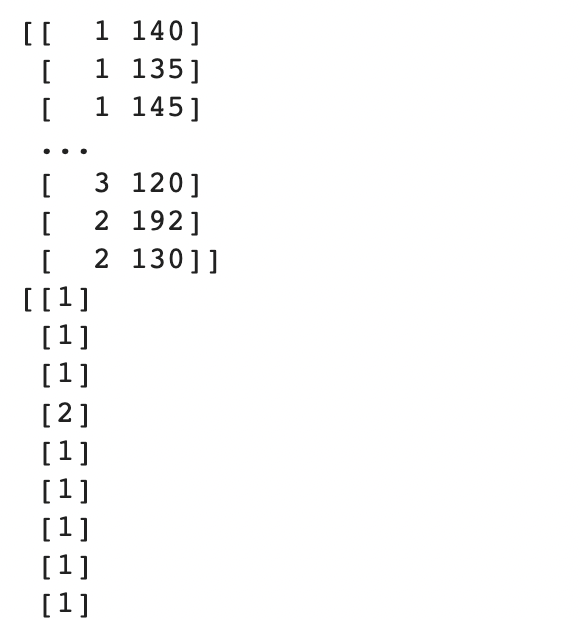 [[  1 140]
 [  1 135]
 [  1 145]
 ...
 [  3 120]
 [  2 192]
 [  2 130]]
[[1]
 [1]
 [1]
 [2]
 [1]
 [1]
 [1]
 [1]
 [1]